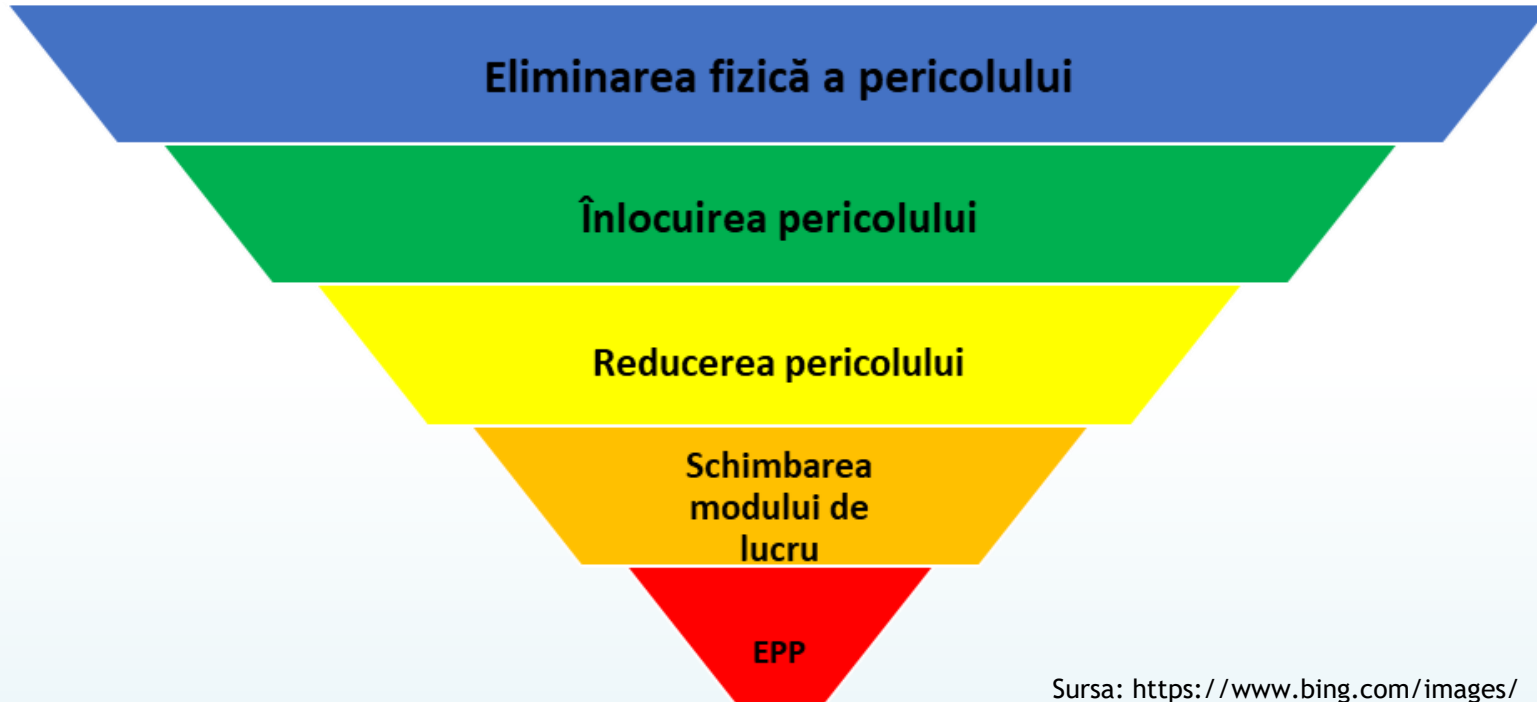 Eliminarea fizică a pericolului
Înlocuirea pericolului
Reducerea pericolului
Schimbarea
modului de
lucru
EPP
Sursa: https://www.bing.com/images/